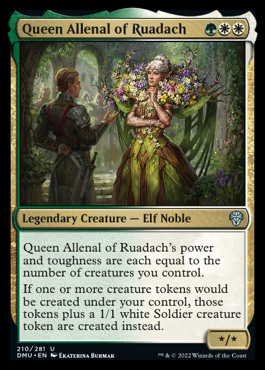 Queen Allenal of Ruadach
Legendary Creature — Elf Noble
Queen Allenal of Ruadach's power
and toughness are each equal to the
number of creatures you control.
If one or more creature tokens would
be created under your control, those
tokens plus a 1/1 white Soldier creature
token are created instead.
*/*
210/281 U
DMU • EN Ekaterina Burmak
™ & © 2022 Wizards of the Coast